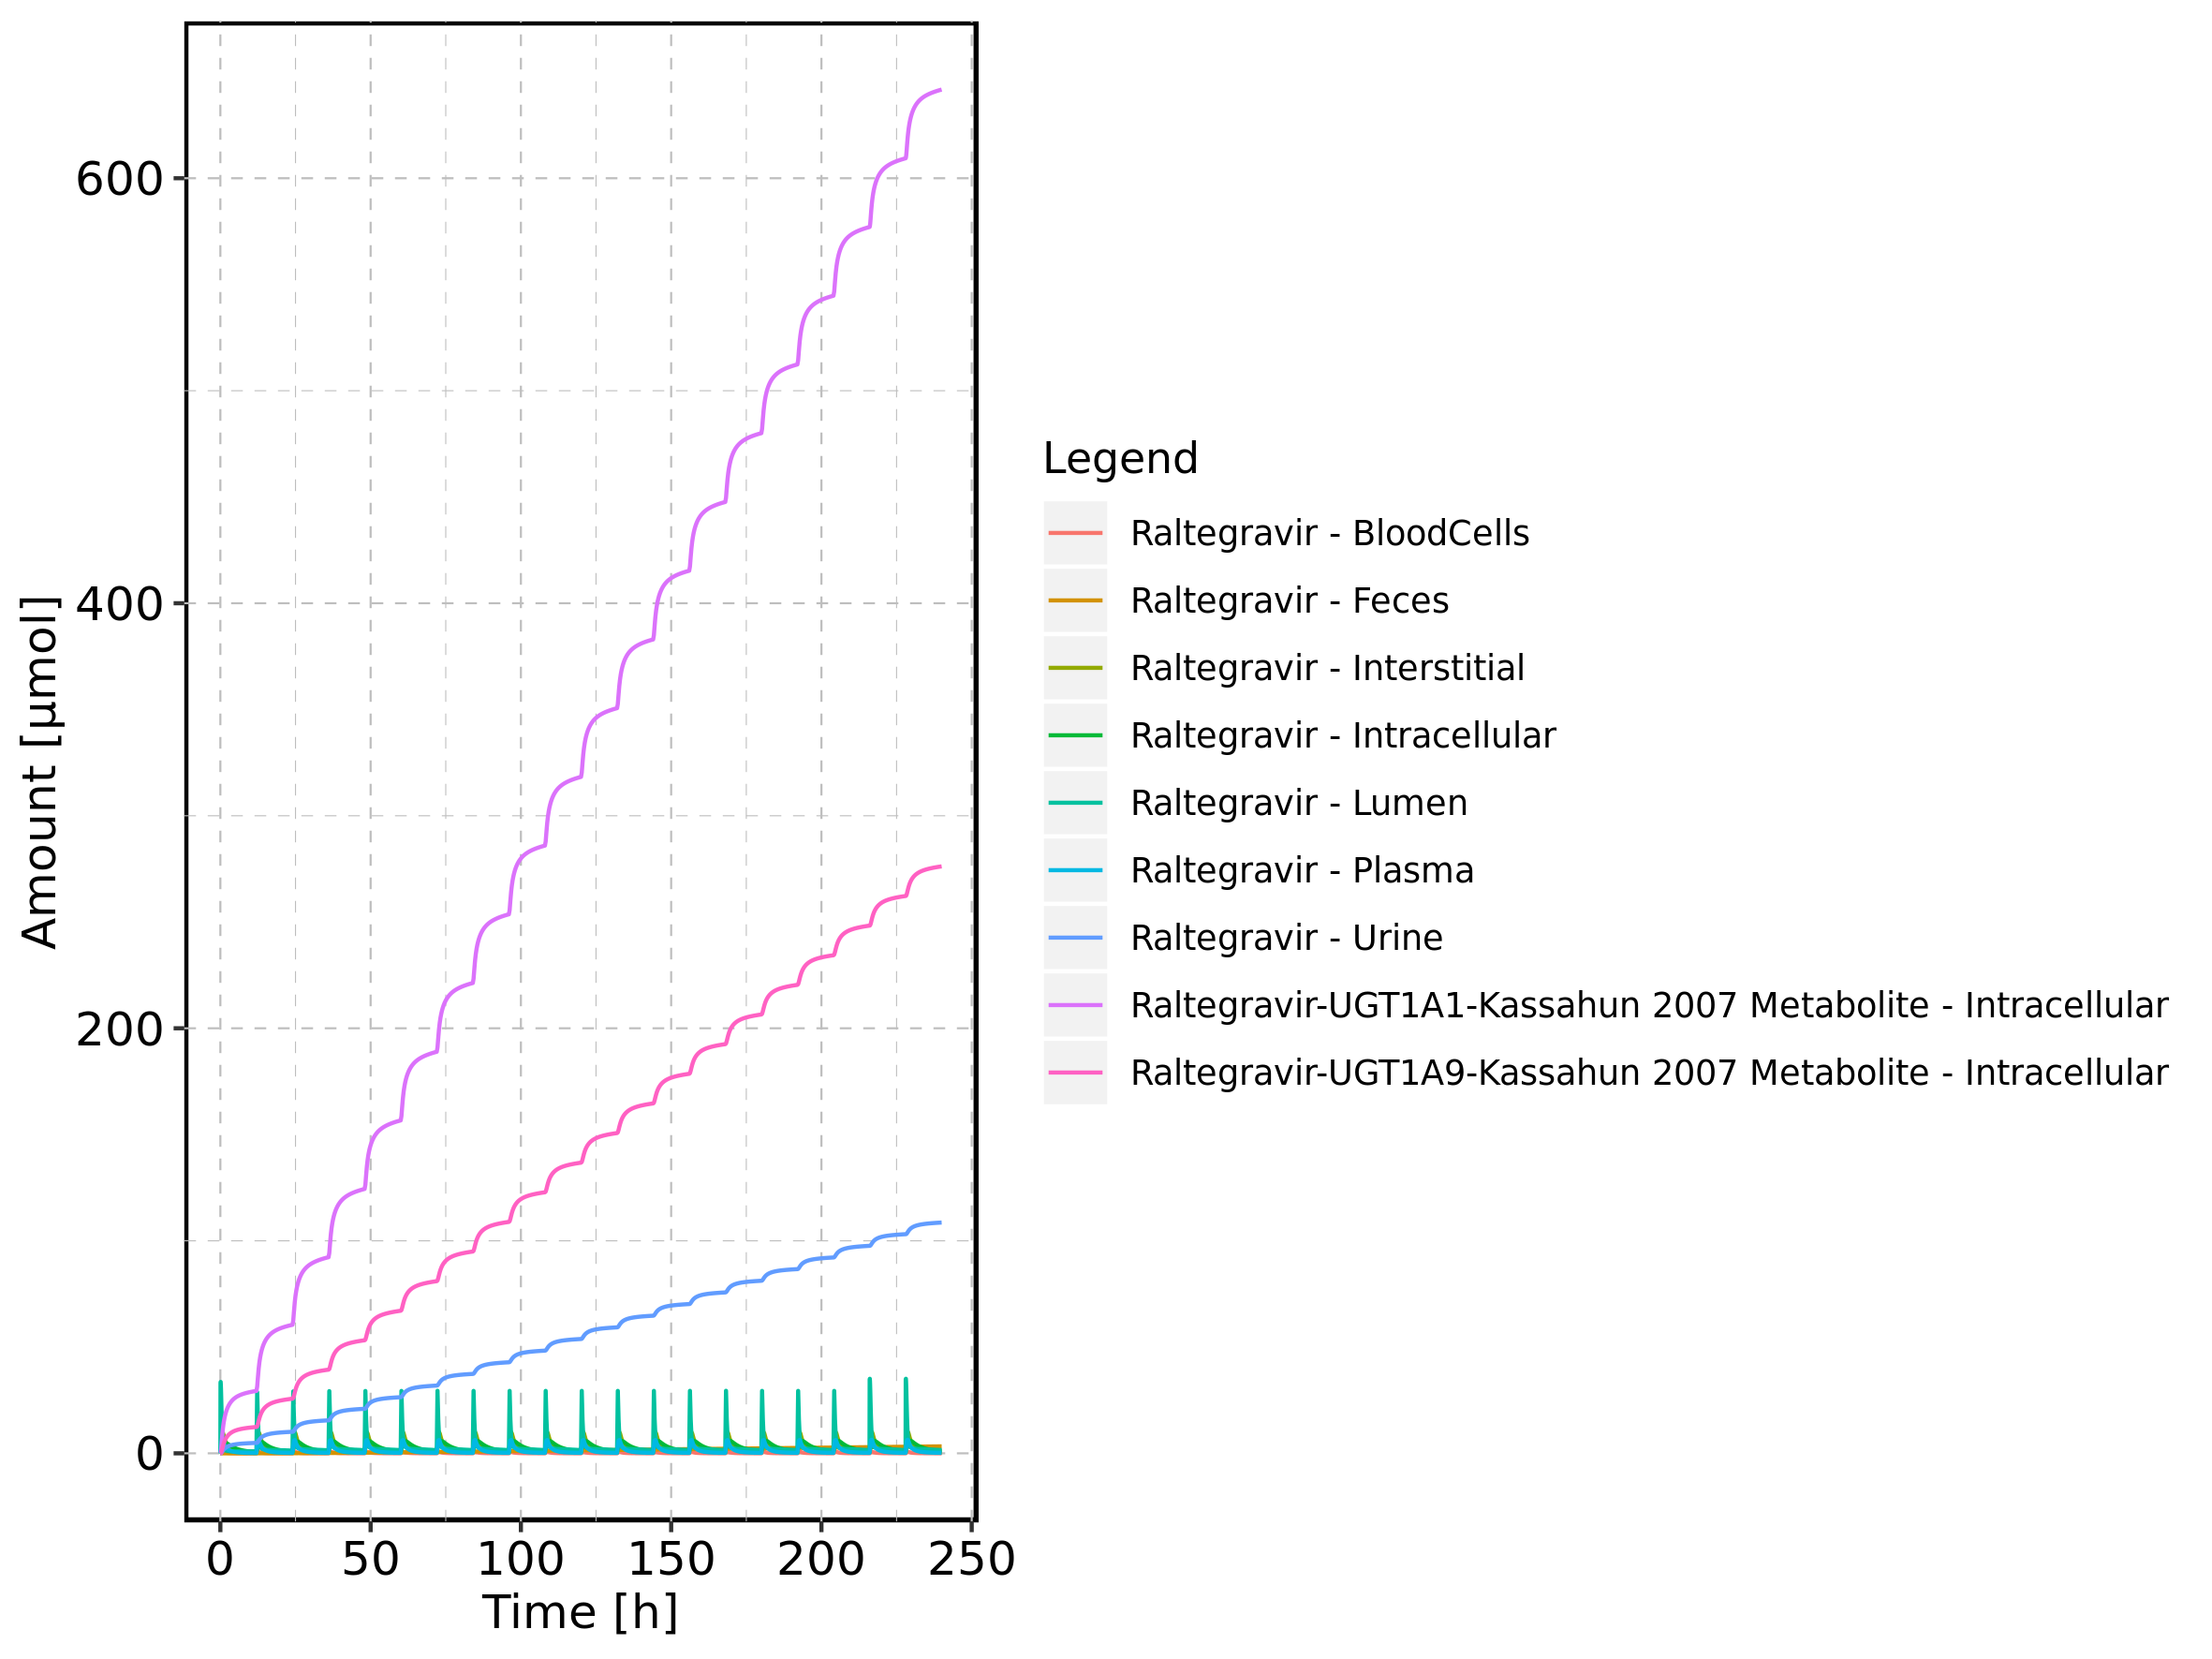 Amount [µmol]
600
400
200
0
0 50 100 150 200 250
Time [h]
Legend
Raltegravir - BloodCells
Raltegravir - Feces
Raltegravir - Interstitial
Raltegravir - Intracellular
Raltegravir - Lumen
Raltegravir - Plasma
Raltegravir - Urine
Raltegravir-UGT1A1-Kassahun 2007 Metabolite - Intracellular
Raltegravir-UGT1A9-Kassahun 2007 Metabolite - Intracellular